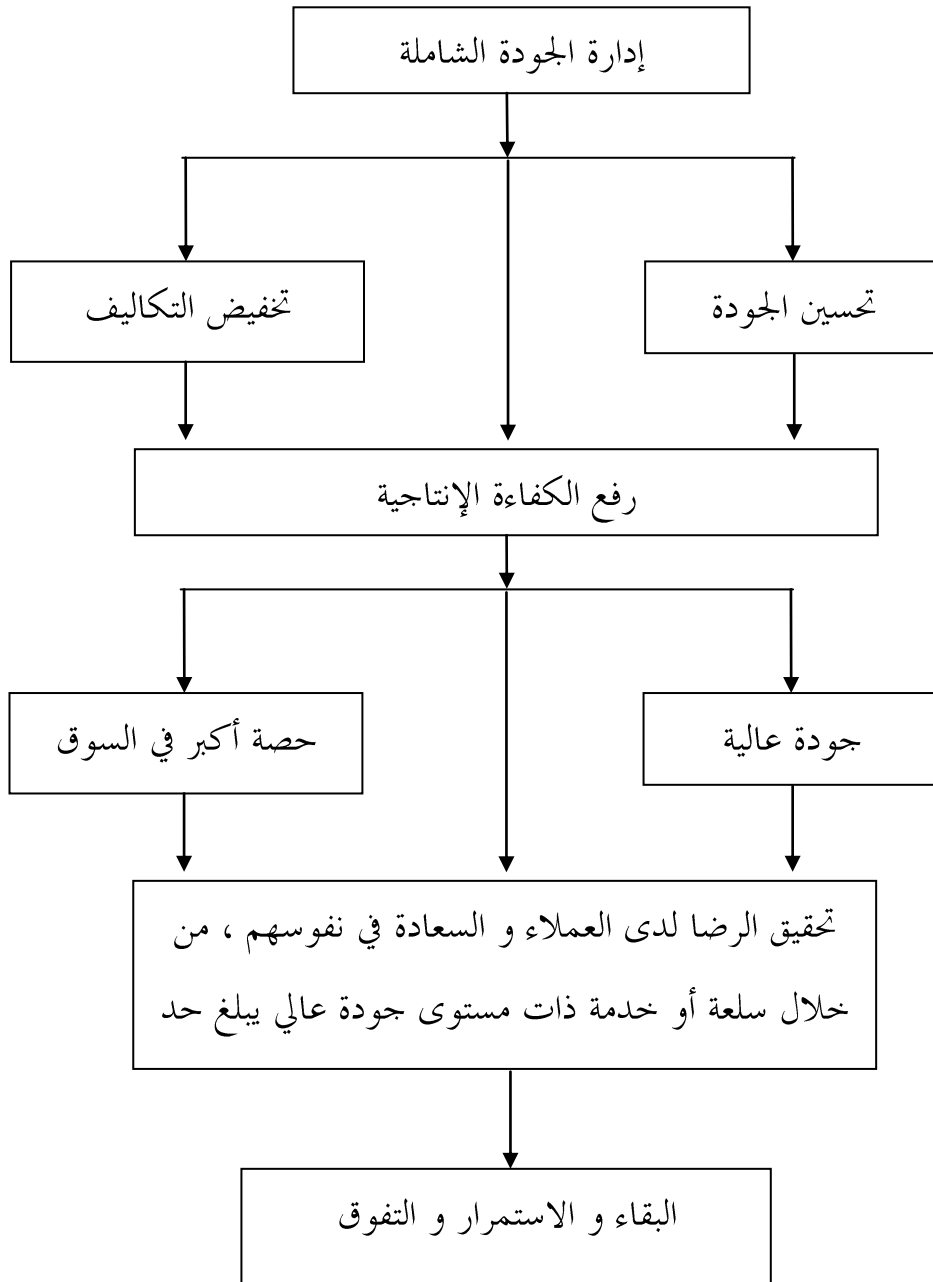 إدارة الجودة الشاملة
تحسين الجودة
تخفيض التكاليف
رفع الكفاءة الإنتاجية
جودة عالية
حصة أكبر في السوق
تحقيق الرضا لدى العملاء و السعادة في نفوسهم ، من
خلال سلعة أو خدمة ذات مستوى جودة عالي يبلغ حد
البقاء و الاستمرار و التفوق